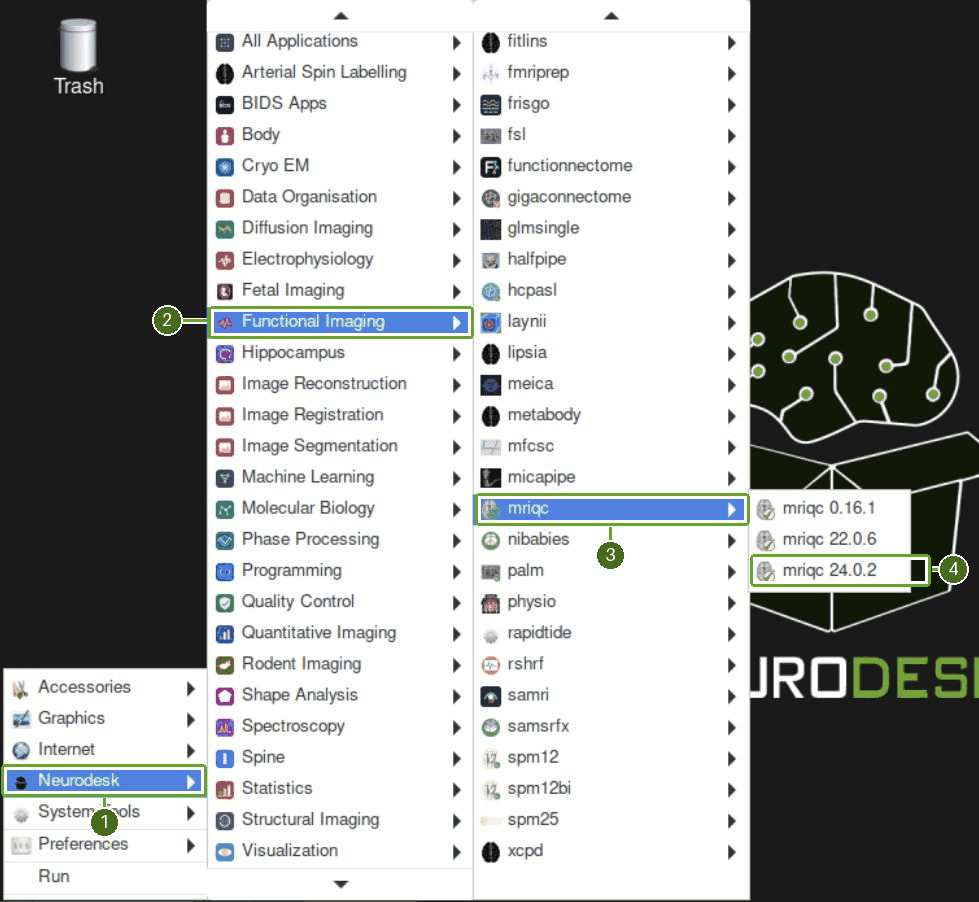 Trash
All Applications
Arterial Spin Labelling
BIDS Apps
Body
Cryo EM
Data Organisation
Diffusion Imaging
Electrophysiology
Fetal Imaging
2
Functional Imaging
Hippocampus
Image Reconstruction
Image Registration
Image Segmentation
Machine Learning
Molecular Biology
Phase Processing
Programming
Quality Control
Quantitative Imaging
Rodent Imaging
Shape Analysis
Spectroscopy
Spine
Statistics
Structural Imaging
Visualization
fitlins
fmriprep
frisgo
fsl
functionnectome
gigaconnectome
glmsingle
halfpipe
hcpasl
laynii
lipsia
meica
metabody
mfcsc
micapipe
mriqc
3
nibabies
palm
physio
rapidtide
rshrf
samri
samsrfx
spm12
spm12bi
spm25
xcpd
mriqc 0.16.1
mriqc 22.0.6
mriqc 24.0.2
4
URODES
Accessories
Graphics
Internet
Neurodesk
1
System Tools
Preferences
Run